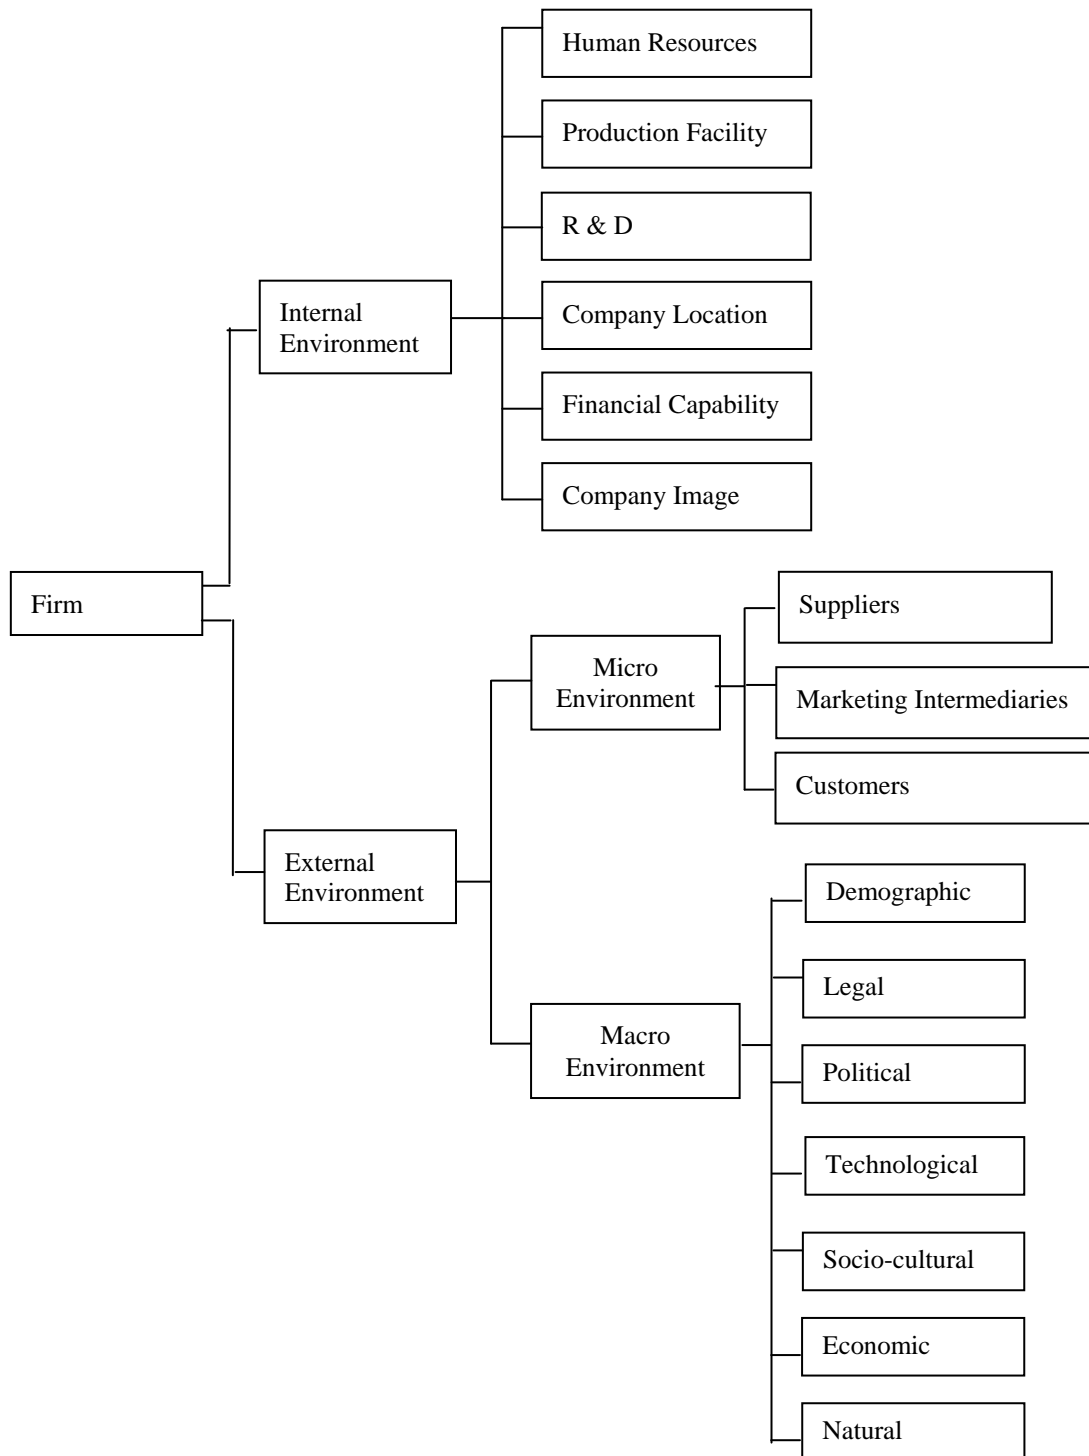 Human Resources
Production Facility
R & D
Internal
Environment
Company Location
Financial Capability
Company Image
Firm
Suppliers
Micro
Environment
Marketing Intermediaries
Customers
External
Environment
Demographic
Legal
Macro
Environment
Political
Technological
Socio-cultural
Economic
Natural